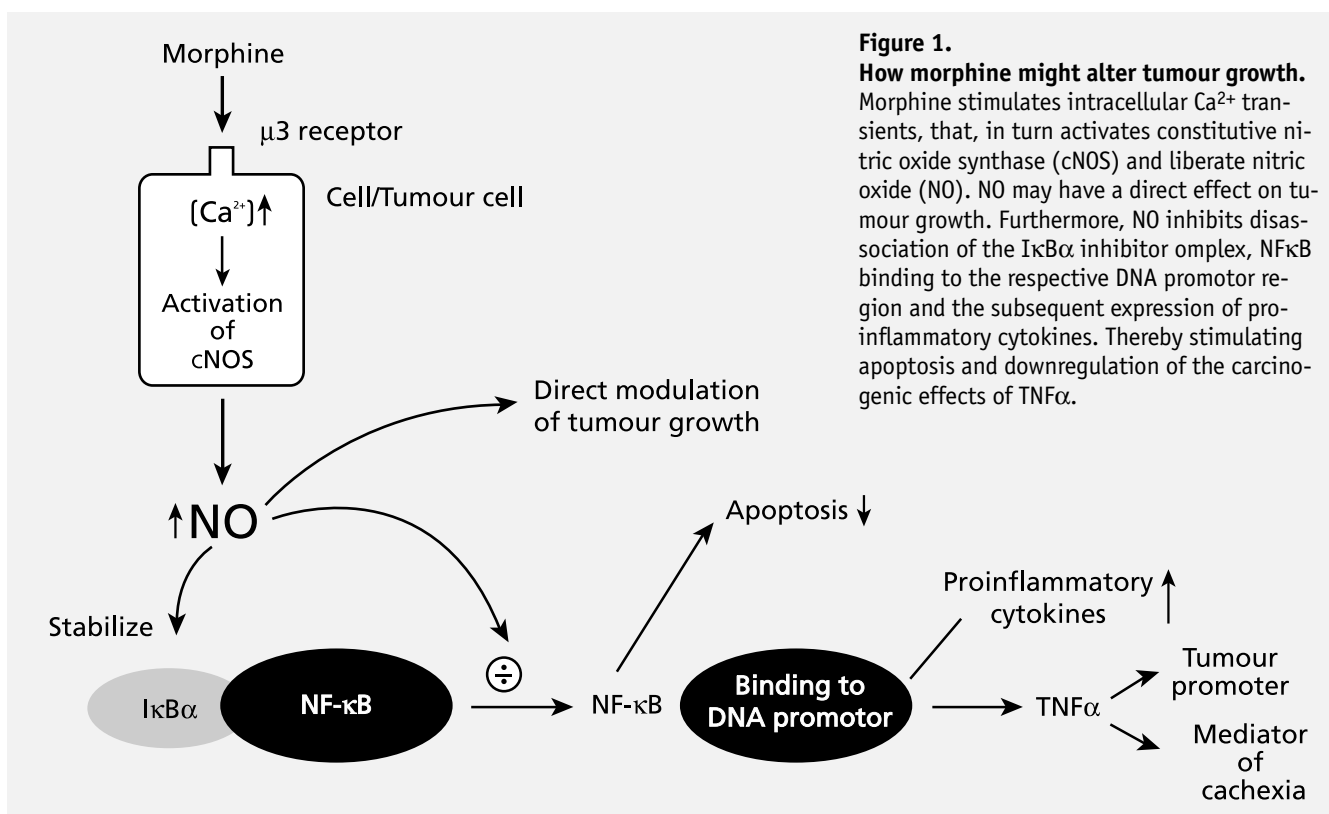 Morphine
μ3 receptor
Cell/Tumour cell
(Ca²⁺)↑
Activation
of
cNOS
Direct modulation
of tumour growth
↑NO
Stabilize
IκBα
NF-κB
÷
NF-κB
Apoptosis ↓
Binding to
DNA promotor
Proinflammatory ↑
cytokines
TNFα
Tumour
promoter
Mediator
of
cachexia
Figure 1.
How morphine might alter tumour growth.
Morphine stimulates intracellular Ca²⁺ tran-
sients, that, in turn activates constitutive ni-
tric oxide synthase (cNOS) and liberate nitric
oxide (NO). NO may have a direct effect on tu-
mour growth. Furthermore, NO inhibits disas-
sociation of the IκBα inhibitor omplex, NFκB
binding to the respective DNA promotor re-
gion and the subsequent expression of pro-
inflammatory cytokines. Thereby stimulating
apoptosis and downregulation of the carcino-
genic effects of TNFα.